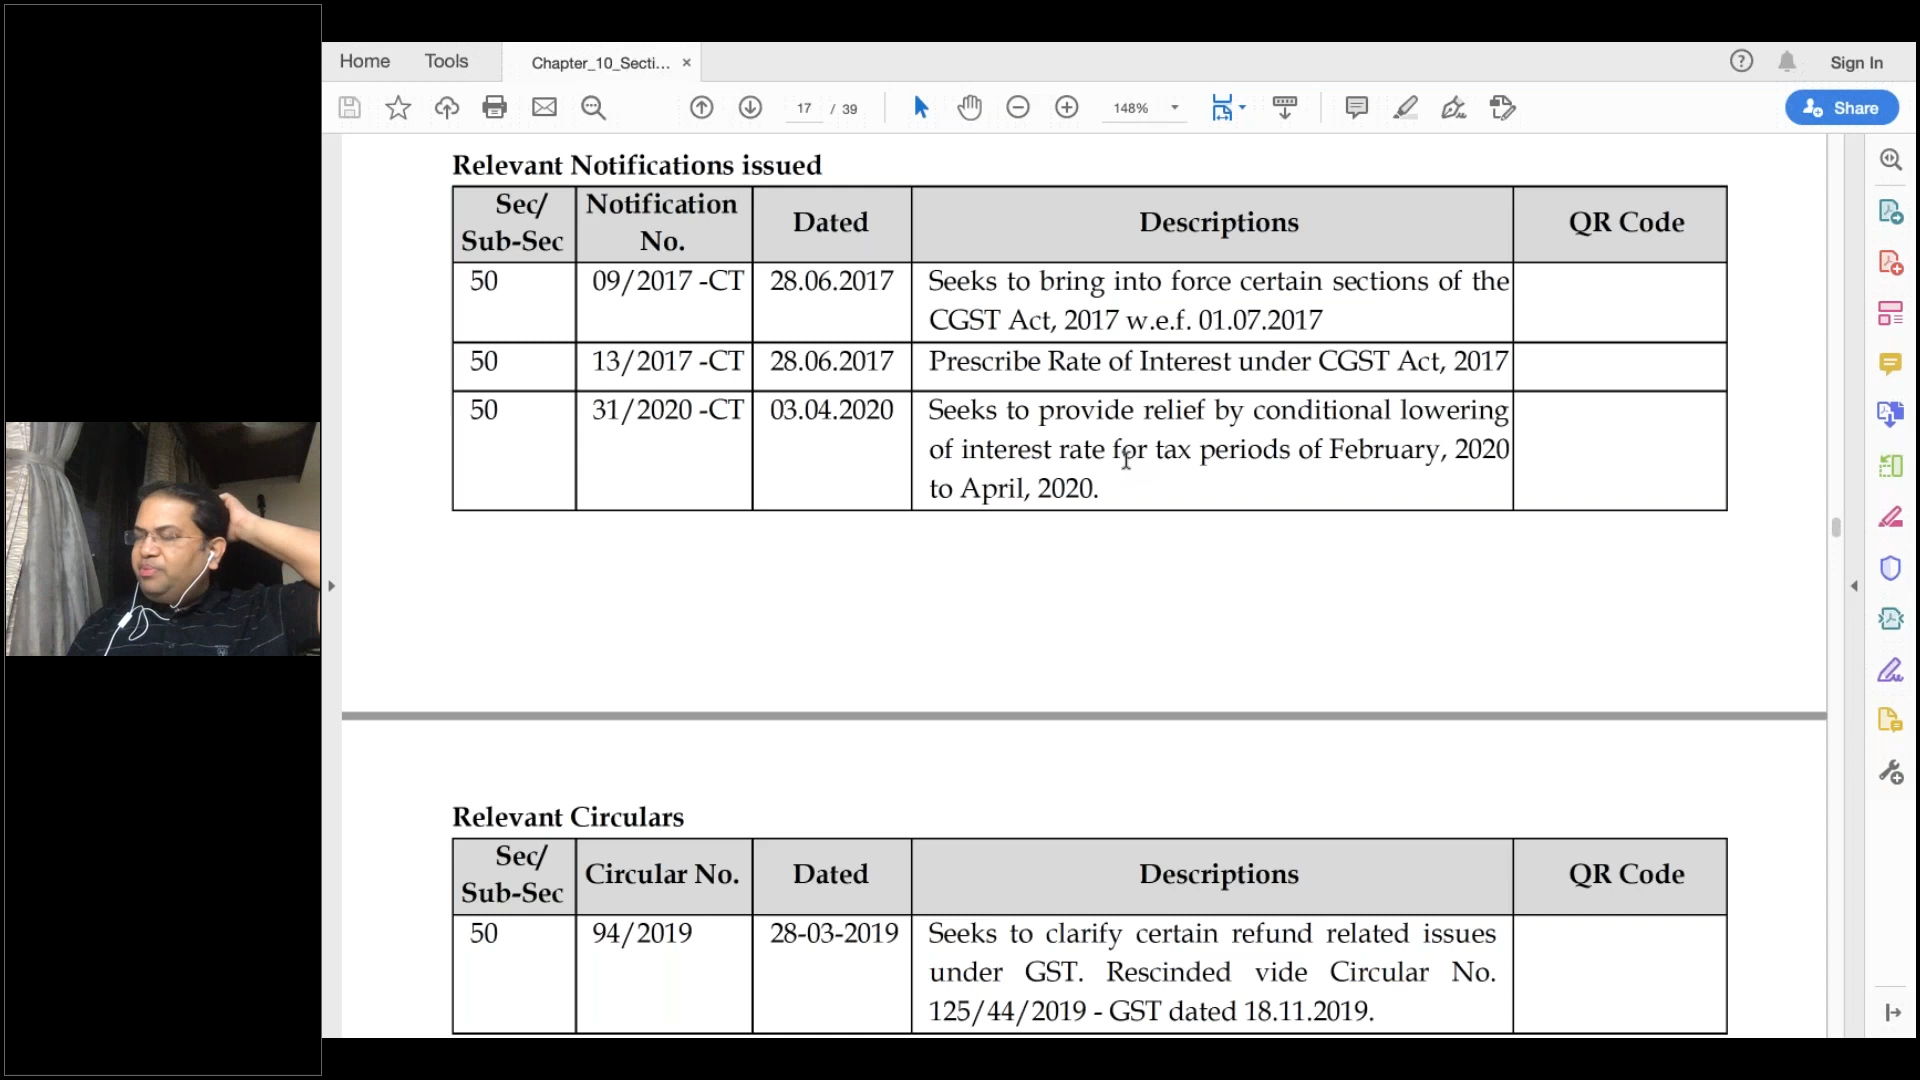 Home Tools Chapter_10_Secti... × Sign In
17 / 39 148% Share
Relevant Notifications issued
Sec/ Sub-Sec Notification No. Dated Descriptions QR Code
50 09/2017 -CT 28.06.2017 Seeks to bring into force certain sections of the
CGST Act, 2017 w.e.f. 01.07.2017
50 13/2017 -CT 28.06.2017 Prescribe Rate of Interest under CGST Act, 2017
50 31/2020 -CT 03.04.2020 Seeks to provide relief by conditional lowering
of interest rate for tax periods of February, 2020
to April, 2020.
Relevant Circulars
Sec/ Sub-Sec Circular No. Dated Descriptions QR Code
50 94/2019 28-03-2019 Seeks to clarify certain refund related issues
under GST. Rescinded vide Circular No.
125/44/2019 - GST dated 18.11.2019.